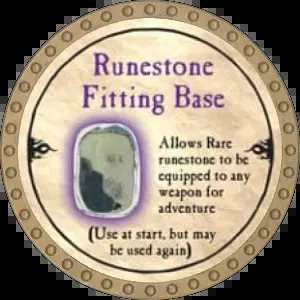 Runestone
Fitting Base
Allows Rare
runestone to be
equipped to any
weapon for
adventure
(Use at start, but may
be used again)